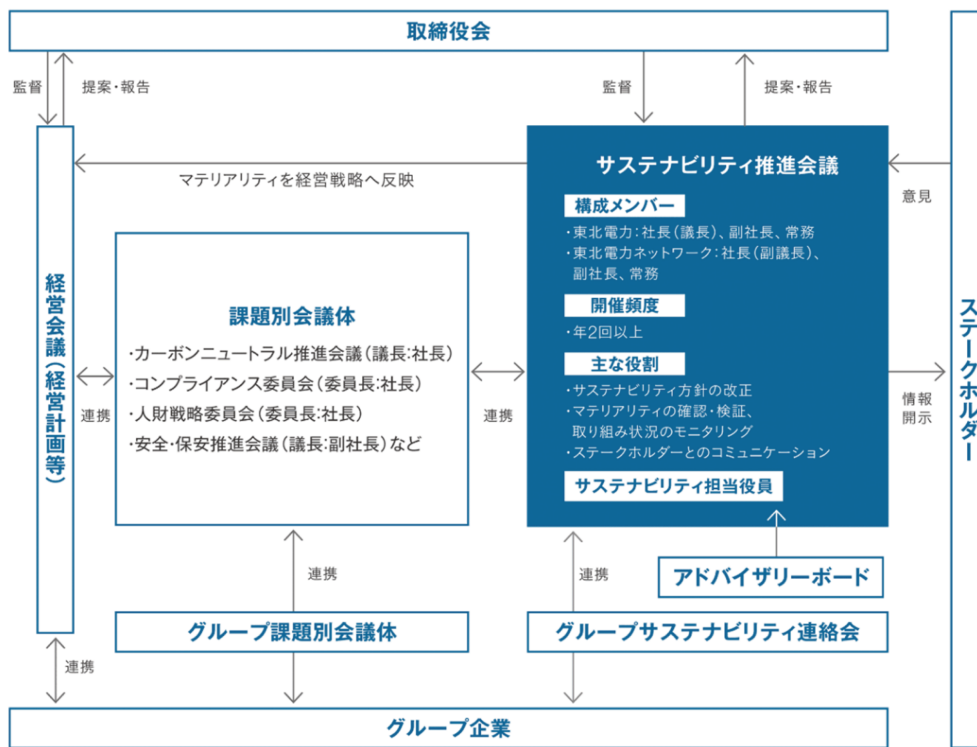 取締役会
監督
提案・報告
監督
提案・報告
マテリアリティを経営戦略へ反映
経営会議(経営計画等)
課題別会議体
・カーボンニュートラル推進会議(議長:社長)
・コンプライアンス委員会(委員長:社長)
・人財戦略委員会(委員長:社長)
・安全・保安推進会議(議長:副社長)など
連携
連携
サステナビリティ推進会議
構成メンバー
・東北電力:社長(議長)、副社長、常務
・東北電力ネットワーク:社長(副議長)、
副社長、常務
開催頻度
・年2回以上
主な役割
・サステナビリティ方針の改正
・マテリアリティの確認・検証、
取り組み状況のモニタリング
・ステークホルダーとのコミュニケーション
サステナビリティ担当役員
意見
情報
開示
ステークホルダー
連携
連携
アドバイザリーボード
グループ課題別会議体
グループサステナビリティ連絡会
連携
グループ企業